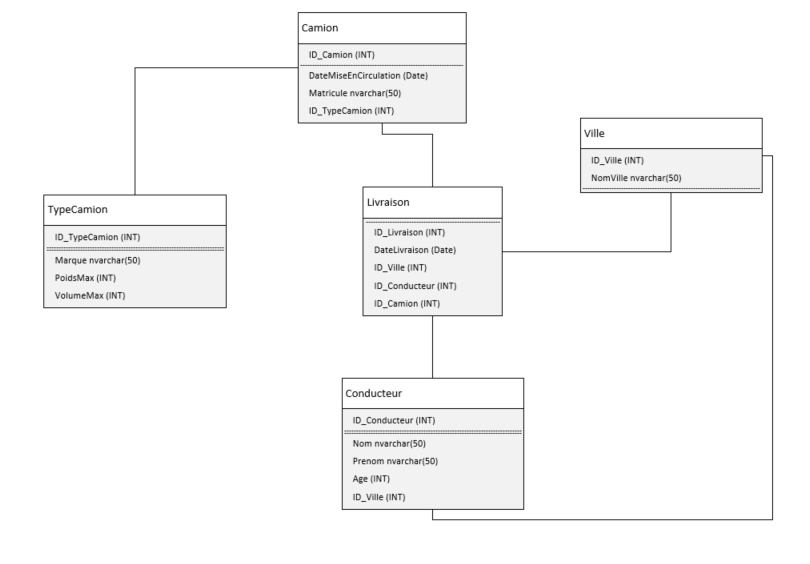 Camion
ID_Camion (INT)
DateMiseEnCirculation (Date)
Matricule nvarchar(50)
ID_TypeCamion (INT)
Ville
ID_Ville (INT)
NomVille nvarchar(50)
TypeCamion
ID_TypeCamion (INT)
Marque nvarchar(50)
PoidsMax (INT)
VolumeMax (INT)
Livraison
ID_Livraison (INT)
DateLivraison (Date)
ID_Ville (INT)
ID_Conducteur (INT)
ID_Camion (INT)
Conducteur
ID_Conducteur (INT)
Nom nvarchar(50)
Prenom nvarchar(50)
Age (INT)
ID_Ville (INT)